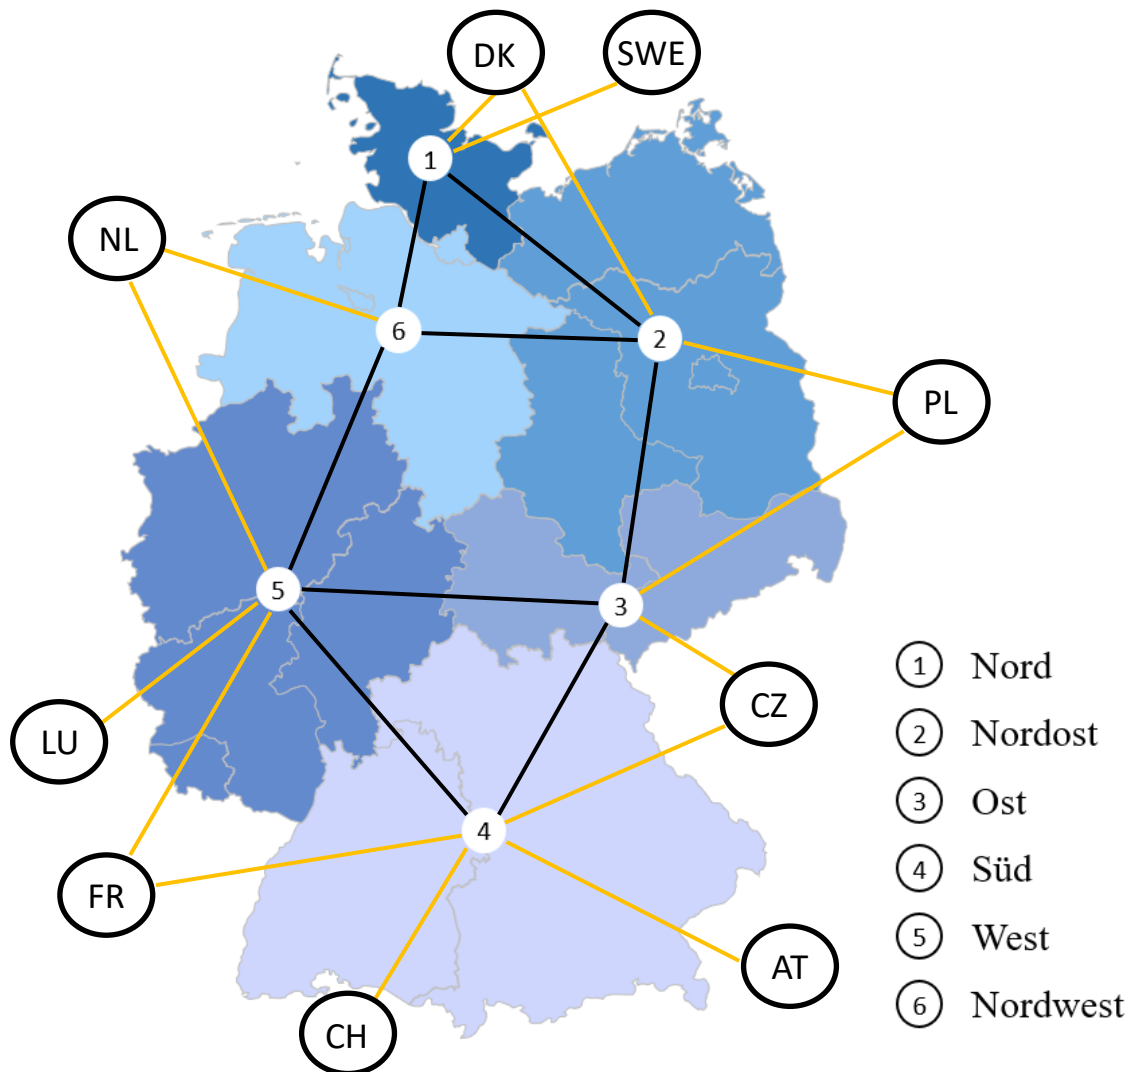 DK
SWE
1
NL
6
2
PL
5
3
CZ
LU
4
FR
AT
CH
1 Nord
2 Nordost
3 Ost
4 Süd
5 West
6 Nordwest